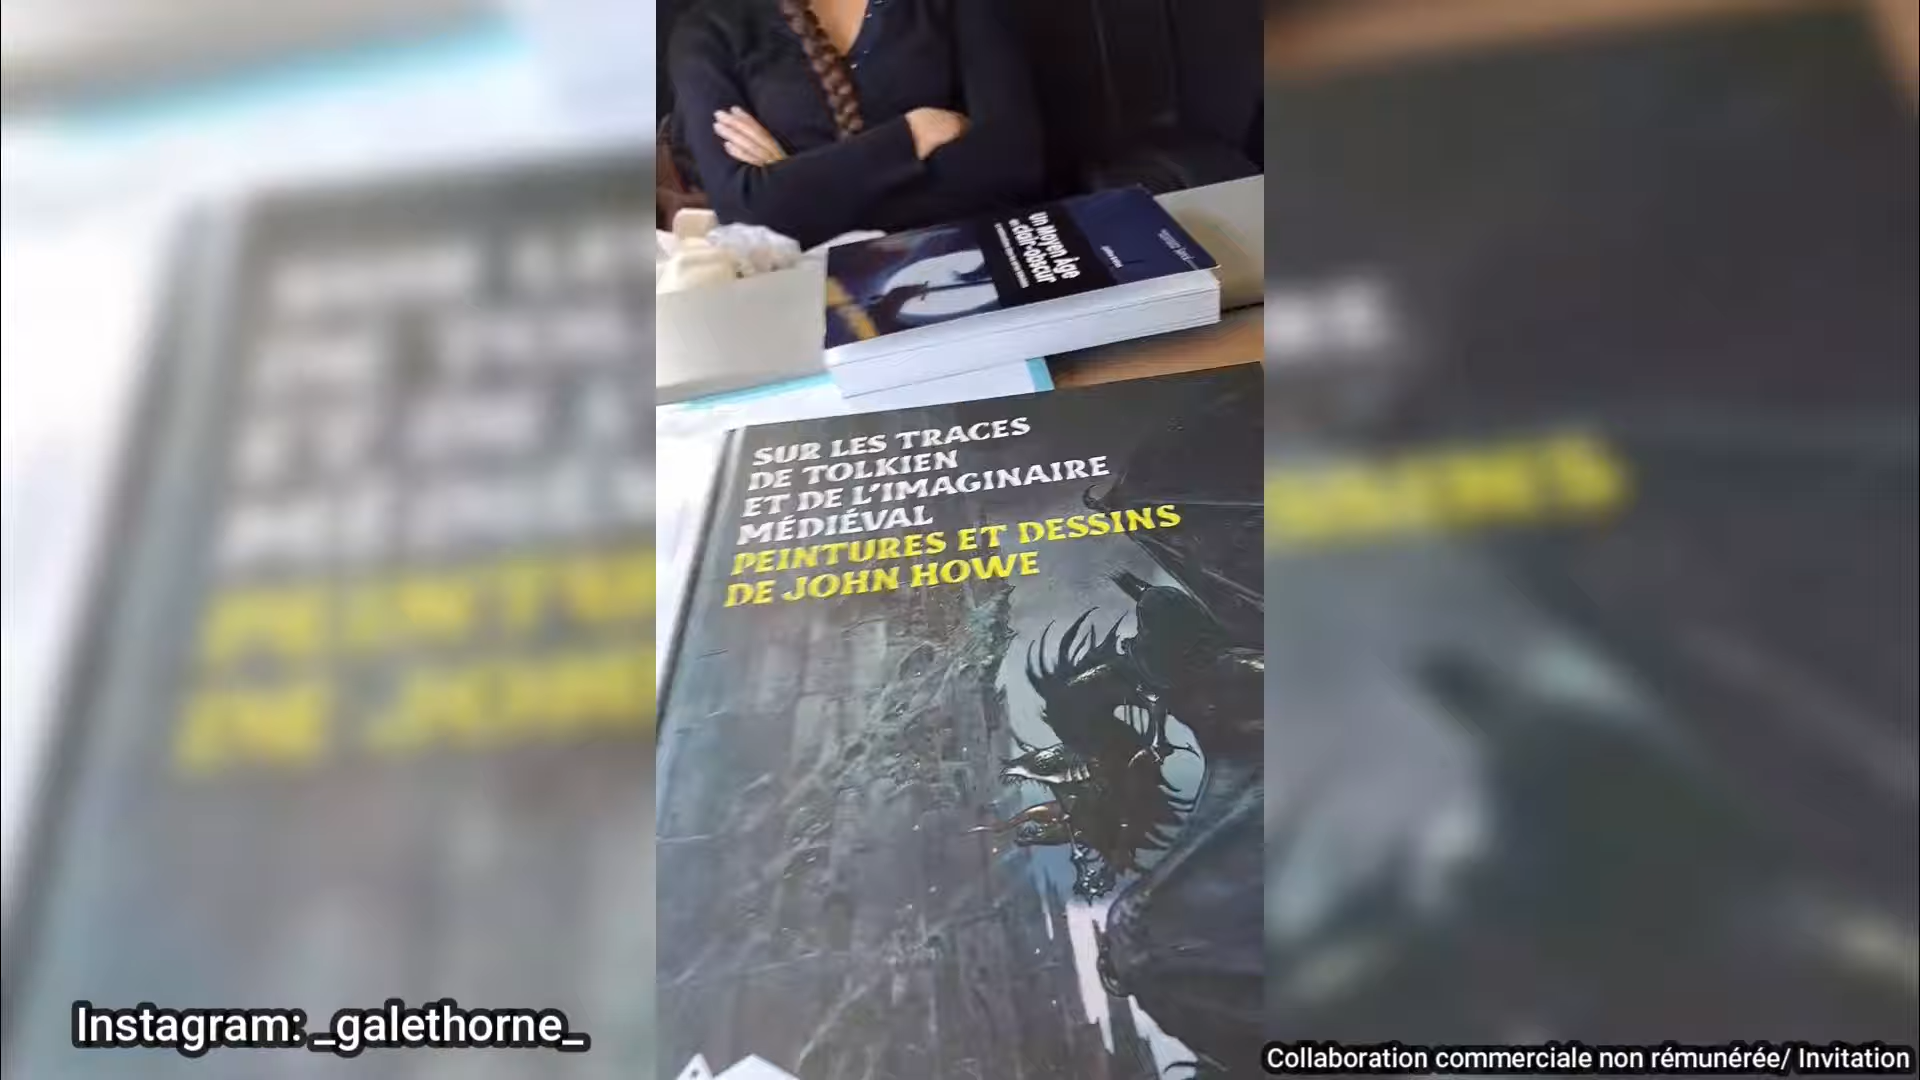 Un Moyen Âge
en clair-obscur
SUR LES TRACES
DE TOLKIEN
ET DE L'IMAGINAIRE
MÉDIÉVAL
PEINTURES ET DESSINS
DE JOHN HOWE
Instagram: _galethorne_
Collaboration commerciale non rémunérée/ Invitation